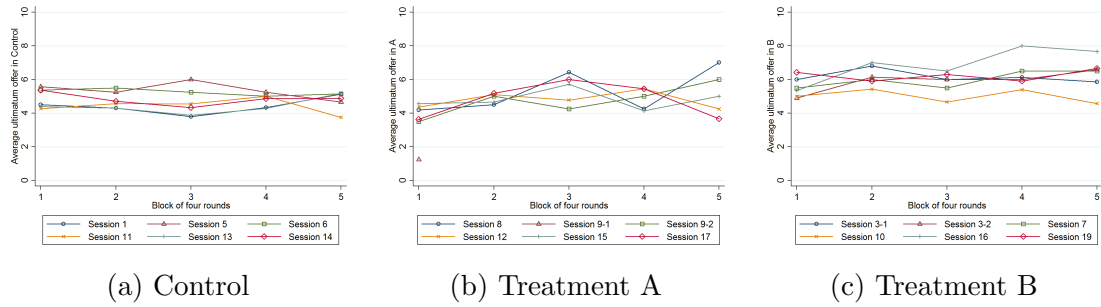 Average ultimatum offer in Control
10
8
6
4
2
0
1 2 3 4 5
Block of four rounds
Session 1 Session 5 Session 6
Session 11 Session 13 Session 14
(a) Control
Average ultimatum offer in A
10
8
6
4
2
0
1 2 3 4 5
Block of four rounds
Session 8 Session 9-1 Session 9-2
Session 12 Session 15 Session 17
(b) Treatment A
Average ultimatum offer in B
10
8
6
4
2
0
1 2 3 4 5
Block of four rounds
Session 3-1 Session 3-2 Session 7
Session 10 Session 16 Session 19
(c) Treatment B